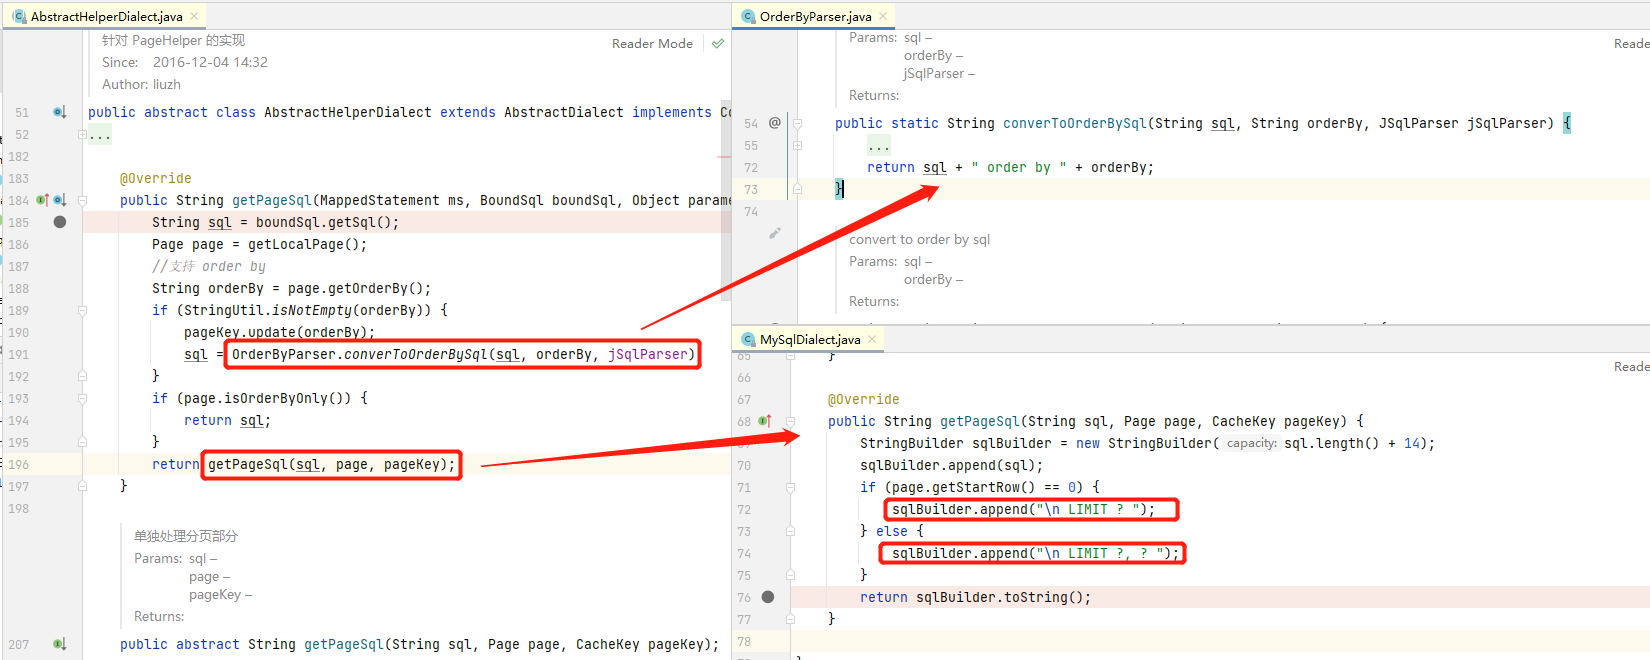 AbstractHelperDialect.java
针对 PageHelper 的实现
Since: 2016-12-04 14:32
Author: liuzh
Reader Mode
51 public abstract class AbstractHelperDialect extends AbstractDialect implements Co
52 ...
182
183 @Override
184 public String getPageSql(MappedStatement ms, BoundSql boundSql, Object parame
185 String sql = boundSql.getSql();
186 Page page = getLocalPage();
187 //支持 order by
188 String orderBy = page.getOrderBy();
189 if (StringUtil.isNotEmpty(orderBy)) {
190 pageKey.update(orderBy);
191 sql = OrderByParser.converToOrderBySql(sql, orderBy, jSqlParser)
192 }
193 if (page.isOrderByOnly()) {
194 return sql;
195 }
196 return getPageSql(sql, page, pageKey);
197 }
198
单独处理分页部分
Params: sql –
page –
pageKey –
Returns:
207 public abstract String getPageSql(String sql, Page page, CacheKey pageKey);
OrderByParser.java
Params: sql –
orderBy –
jSqlParser –
Returns:
Reade
54 @ public static String converToOrderBySql(String sql, String orderBy, JSqlParser jSqlParser) {
55 ...
72 return sql + " order by " + orderBy;
73 }
74
convert to order by sql
Params: sql –
orderBy –
Returns:
MySqlDialect.java
65 }
Reade
66
67 @Override
68 public String getPageSql(String sql, Page page, CacheKey pageKey) {
StringBuilder sqlBuilder = new StringBuilder( capacity: sql.length() + 14);
70 sqlBuilder.append(sql);
71 if (page.getStartRow() == 0) {
72 sqlBuilder.append("\n LIMIT ? ");
73 } else {
74 sqlBuilder.append("\n LIMIT ?, ? ");
75 }
76 return sqlBuilder.toString();
77 }
78